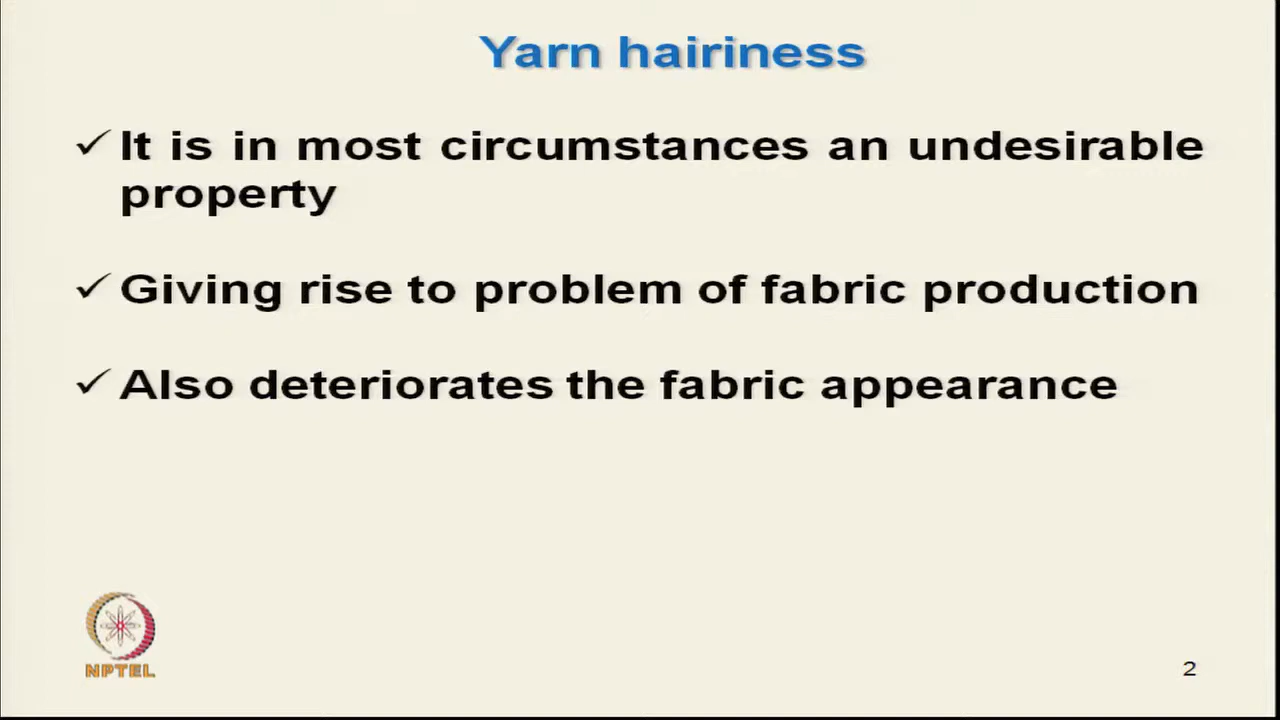 Yarn hairiness
✓ It is in most circumstances an undesirable
property
✓ Giving rise to problem of fabric production
✓ Also deteriorates the fabric appearance
NPTEL
2